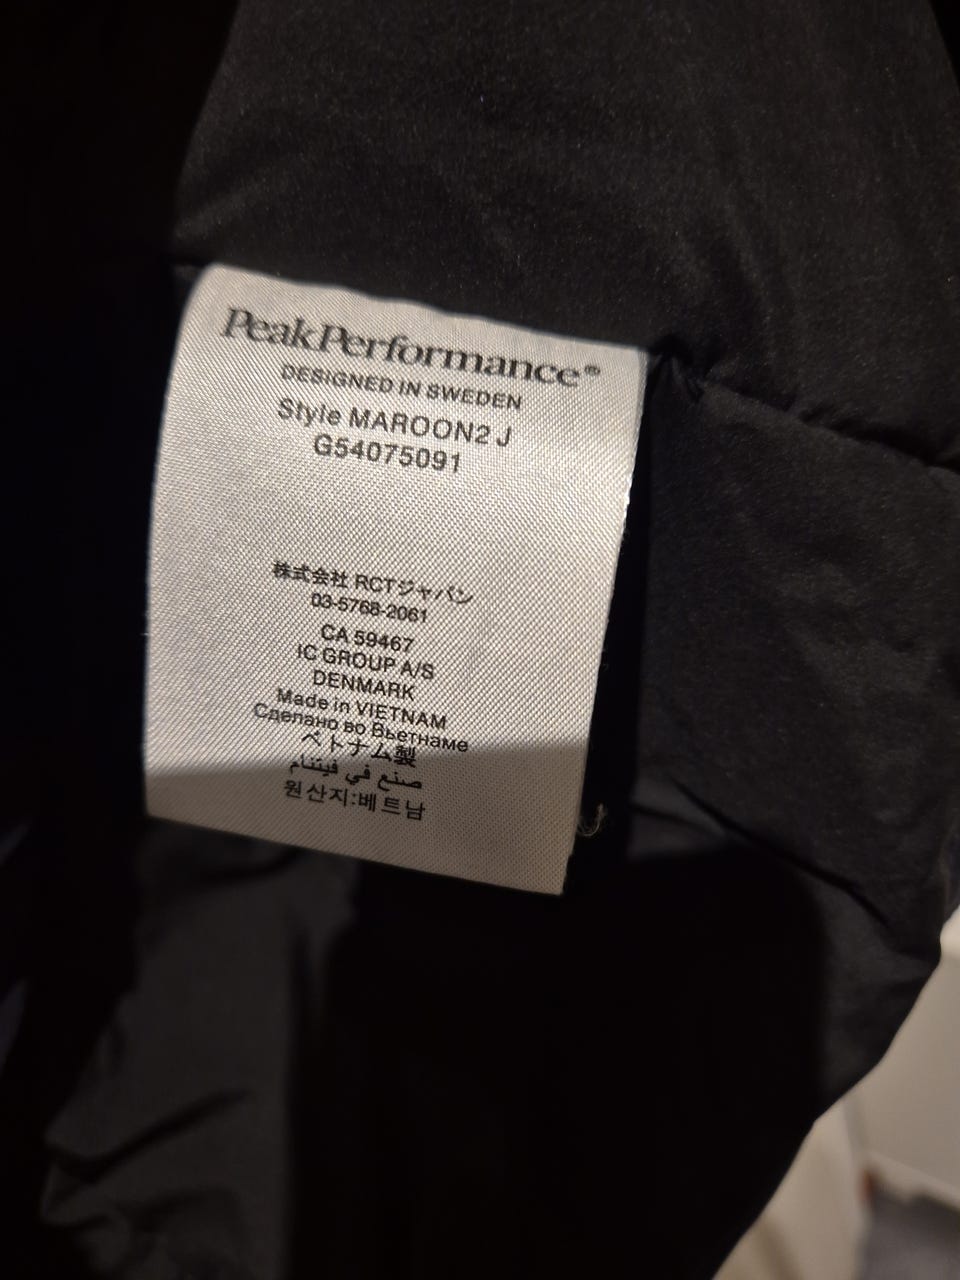 PeakPerformance®
DESIGNED IN SWEDEN
Style MAROON2 J
G54075091
株式会社 RCTジャパン
03-5768-2061
CA 59467
IC GROUP A/S
DENMARK
Made in VIETNAM
Сделано во Вьетнаме
ベトナム製
صنع في فيتنام
원산지:베트남